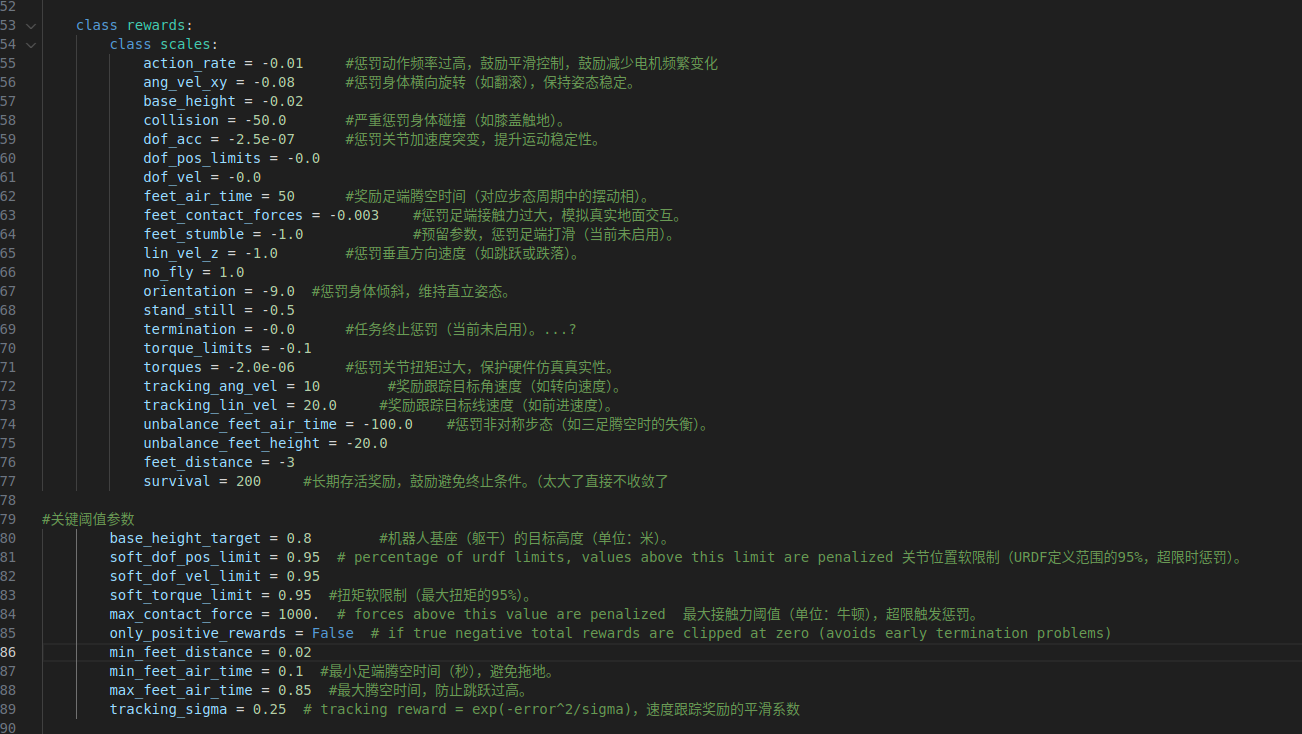 52
53 class rewards:
54 class scales:
55 action_rate = -0.01 #惩罚动作频率过高，鼓励平滑控制，鼓励减少电机频繁变化
56 ang_vel_xy = -0.08 #惩罚身体横向旋转（如翻滚），保持姿态稳定。
57 base_height = -0.02
58 collision = -50.0 #严重惩罚身体碰撞（如膝盖触地）。
59 dof_acc = -2.5e-07 #惩罚关节加速度突变，提升运动稳定性。
60 dof_pos_limits = -0.0
61 dof_vel = -0.0
62 feet_air_time = 50 #奖励足端腾空时间（对应步态周期中的摆动相）。
63 feet_contact_forces = -0.003 #惩罚足端接触力过大，模拟真实地面交互。
64 feet_stumble = -1.0 #预留参数，惩罚足端打滑（当前未启用）。
65 lin_vel_z = -1.0 #惩罚垂直方向速度（如跳跃或跌落）。
66 no_fly = 1.0
67 orientation = -9.0 #惩罚身体倾斜，维持直立姿态。
68 stand_still = -0.5
69 termination = -0.0 #任务终止惩罚（当前未启用）。...?
70 torque_limits = -0.1
71 torques = -2.0e-06 #惩罚关节扭矩过大，保护硬件仿真真实性。
72 tracking_ang_vel = 10 #奖励跟踪目标角速度（如转向速度）。
73 tracking_lin_vel = 20.0 #奖励跟踪目标线速度（如前进速度）。
74 unbalance_feet_air_time = -100.0 #惩罚非对称步态（如三足腾空时的失衡）。
75 unbalance_feet_height = -20.0
76 feet_distance = -3
77 survival = 200 #长期存活奖励，鼓励避免终止条件。（太大了直接不收敛了
78
79 #关键阈值参数
80 base_height_target = 0.8 #机器人基座（躯干）的目标高度（单位：米）。
81 soft_dof_pos_limit = 0.95 # percentage of urdf limits, values above this limit are penalized 关节位置软限制（URDF定义范围的95%，超限时惩罚）。
82 soft_dof_vel_limit = 0.95
83 soft_torque_limit = 0.95 #扭矩软限制（最大扭矩的95%）。
84 max_contact_force = 1000. # forces above this value are penalized 最大接触力阈值（单位：牛顿），超限触发惩罚。
85 only_positive_rewards = False # if true negative total rewards are clipped at zero (avoids early termination problems)
86 min_feet_distance = 0.02
87 min_feet_air_time = 0.1 #最小足端腾空时间（秒），避免拖地。
88 max_feet_air_time = 0.85 #最大腾空时间，防止跳跃过高。
89 tracking_sigma = 0.25 # tracking reward = exp(-error^2/sigma)，速度跟踪奖励的平滑系数
90